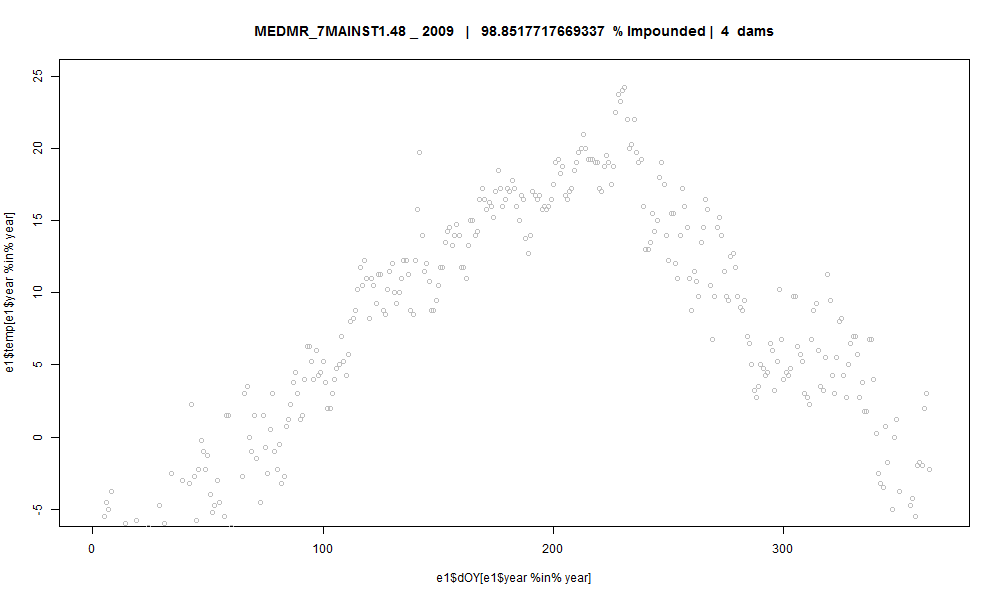 MEDMR_7MAINST1.48 _ 2009 | 98.8517717669337 % Impounded | 4 dams
e1$temp[e1$year %in% year]
25
20
15
10
5
0
-5
0 100 200 300
e1$dOY[e1$year %in% year]